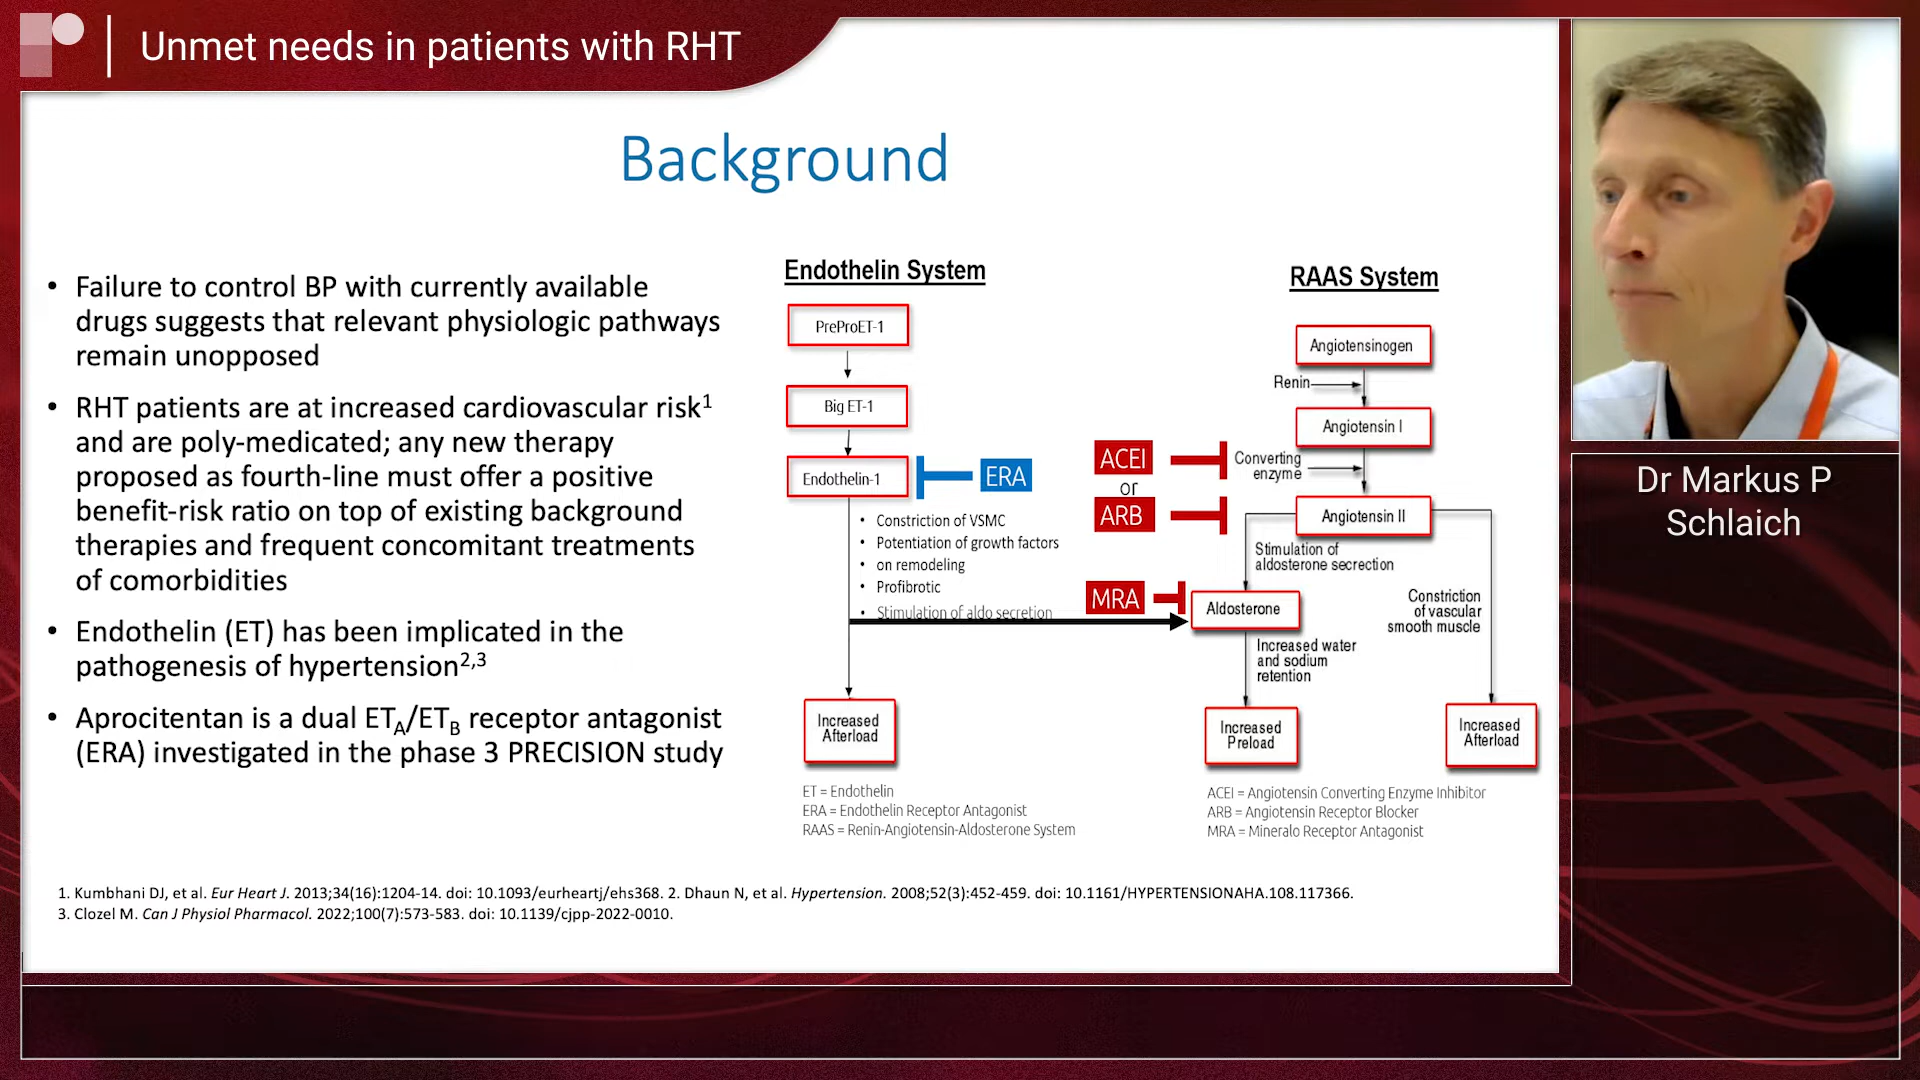 Unmet needs in patients with RHT
Background
• Failure to control BP with currently available
drugs suggests that relevant physiologic pathways
remain unopposed
• RHT patients are at increased cardiovascular risk1
and are poly-medicated; any new therapy
proposed as fourth-line must offer a positive
benefit-risk ratio on top of existing background
therapies and frequent concomitant treatments
of comorbidities
• Endothelin (ET) has been implicated in the
pathogenesis of hypertension2,3
• Aprocitentan is a dual ETA/ETB receptor antagonist
(ERA) investigated in the phase 3 PRECISION study
Endothelin System
PreProET-1
Big ET-1
Endothelin-1
ERA
• Constriction of VSMC
• Potentiation of growth factors
• on remodeling
• Profibrotic
• Stimulation of aldo secretion
Increased
Afterload
ET = Endothelin
ERA = Endothelin Receptor Antagonist
RAAS = Renin-Angiotensin-Aldosterone System
RAAS System
Angiotensinogen
Renin
Angiotensin I
ACEI
or
ARB
Converting
enzyme
Angiotensin II
Stimulation of
aldosterone secretion
MRA
Aldosterone
Constriction
of vascular
smooth muscle
Increased water
and sodium
retention
Increased
Preload
Increased
Afterload
ACEI = Angiotensin Converting Enzyme Inhibitor
ARB = Angiotensin Receptor Blocker
MRA = Mineralo Receptor Antagonist
1. Kumbhani DJ, et al. Eur Heart J. 2013;34(16):1204-14. doi: 10.1093/eurheartj/ehs368. 2. Dhaun N, et al. Hypertension. 2008;52(3):452-459. doi: 10.1161/HYPERTENSIONAHA.108.117366.
3. Clozel M. Can J Physiol Pharmacol. 2022;100(7):573-583. doi: 10.1139/cjpp-2022-0010.
Dr Markus P
Schlaich